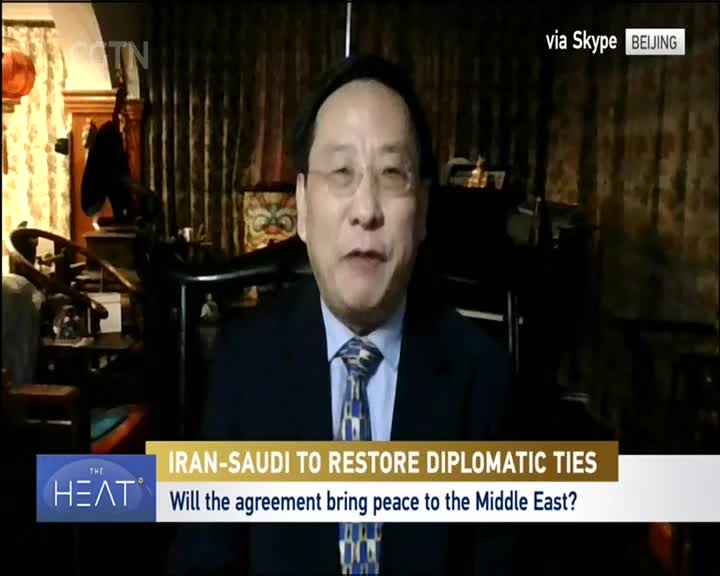 CGTN
via Skype BEIJING
IRAN-SAUDI TO RESTORE DIPLOMATIC TIES
THE
HEAT
Will the agreement bring peace to the Middle East?